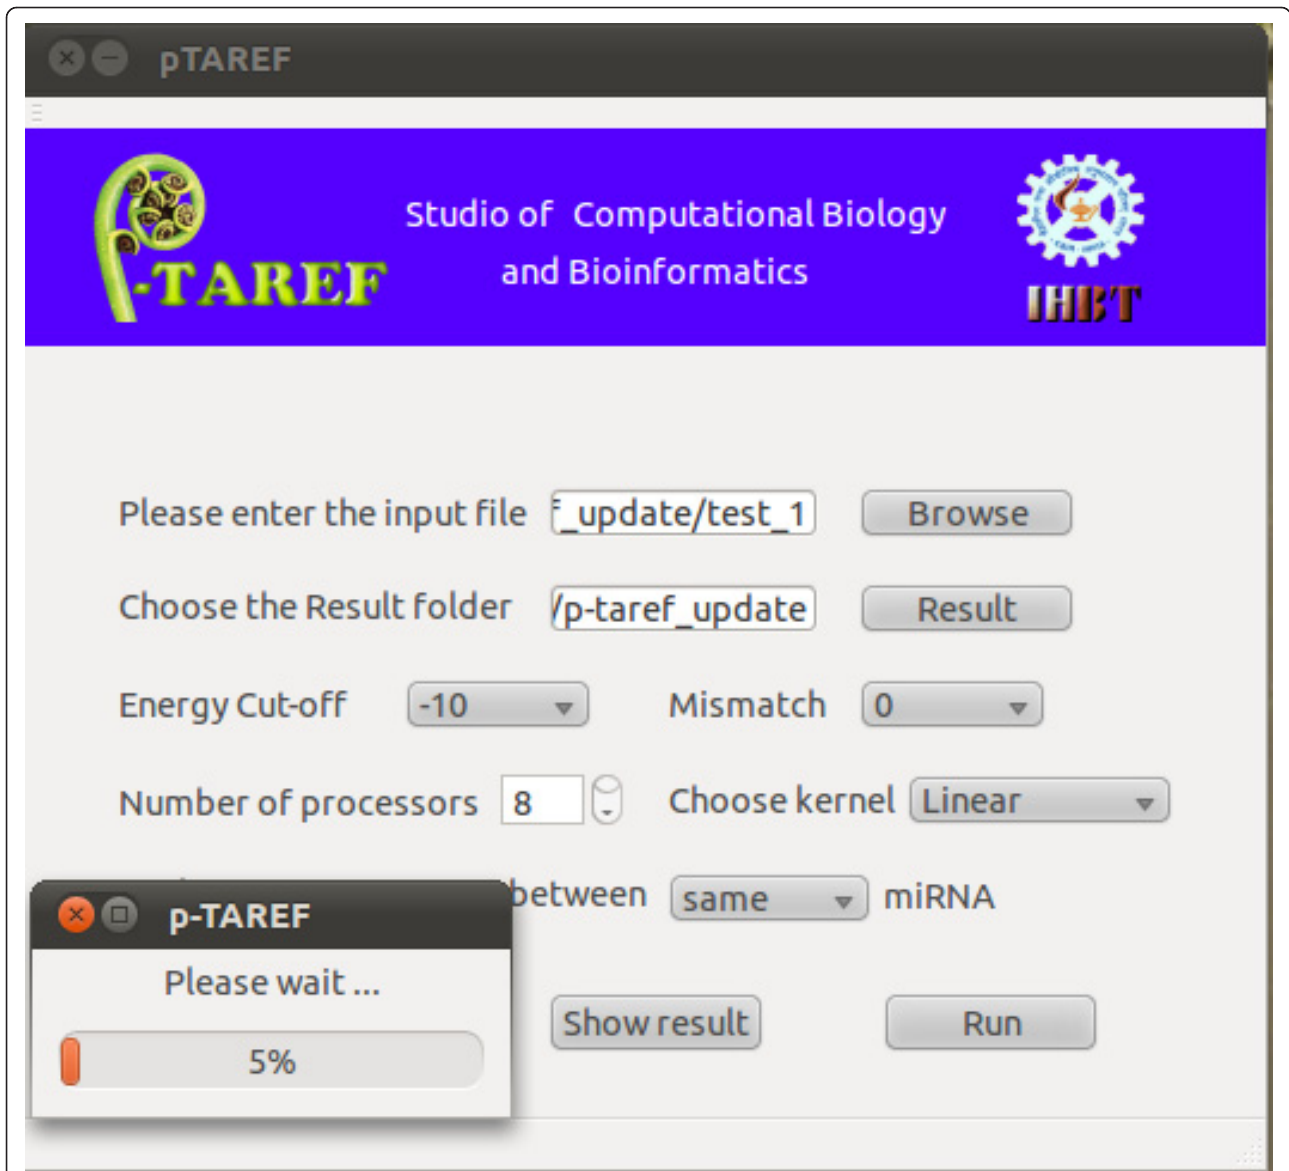 pTAREF
P-TAREF
Studio of Computational Biology
and Bioinformatics
IHBT
Please enter the input file f_update/test_1 Browse
Choose the Result folder /p-taref_update Result
Energy Cut-off -10 Mismatch 0
Number of processors 8 Choose kernel Linear
between same miRNA
p-TAREF
Please wait ...
5%
Show result Run